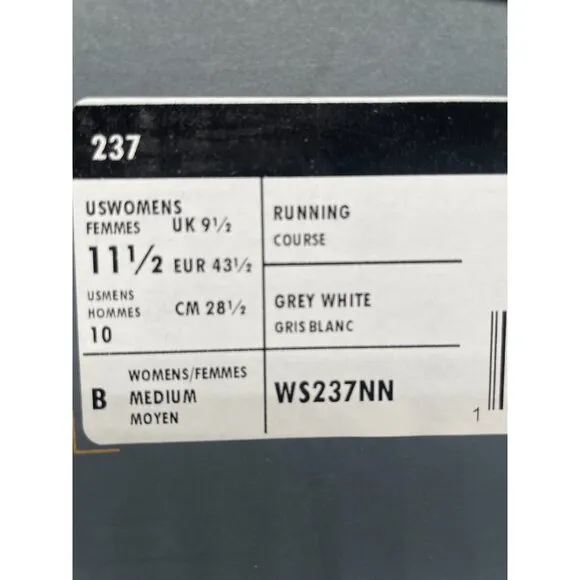 237
USWOMENS
FEMMES UK 9½
11½ EUR 43½
USMENS
HOMMES CM 28½
10
B WOMENS/FEMMES
MEDIUM
MOYEN
RUNNING
COURSE
GREY WHITE
GRIS BLANC
WS237NN
1